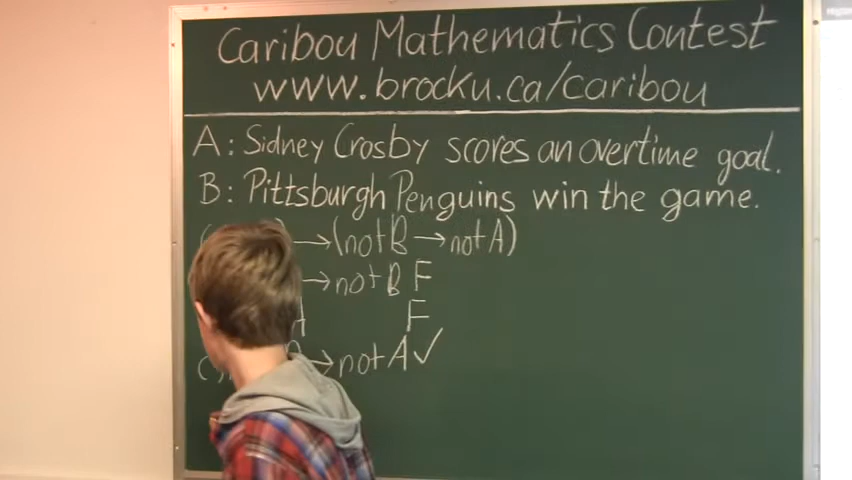 Caribou Mathematics Contest
www.brocku.ca/caribou
A: Sidney Crosby scores an overtime goal.
B: Pittsburgh Penguins win the game.
→(not B → not A)
→ not B F
A F
→ not A ✓